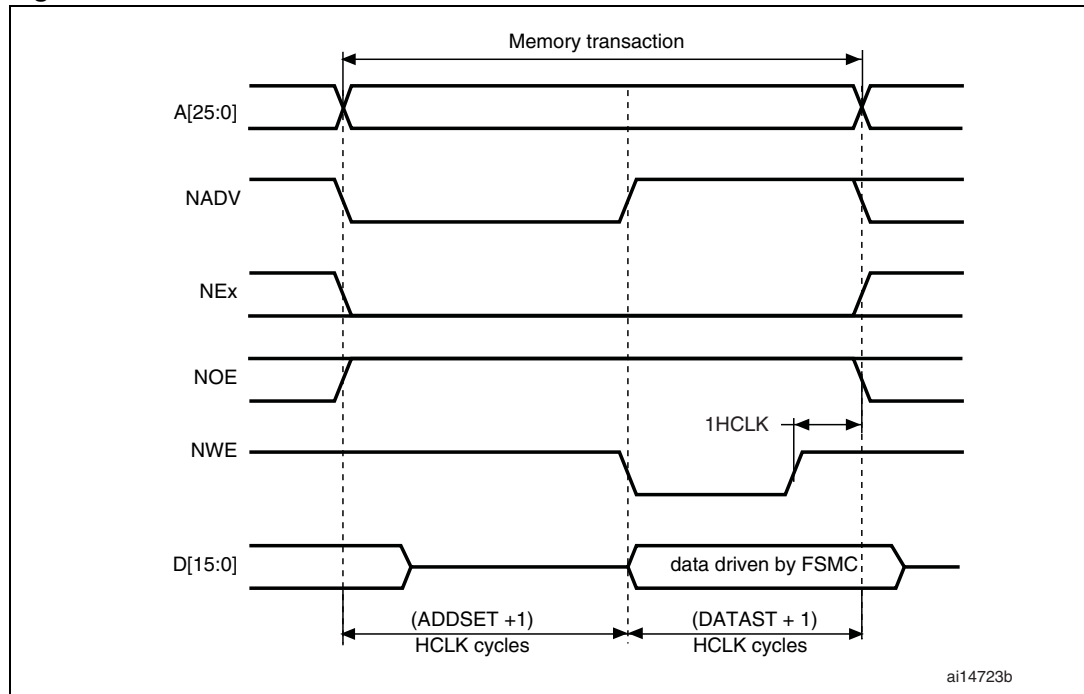 Memory transaction
A[25:0]
NADV
NEx
NOE
1HCLK
NWE
D[15:0]
data driven by FSMC
(ADDSET +1)
HCLK cycles
(DATAST + 1)
HCLK cycles
ai14723b